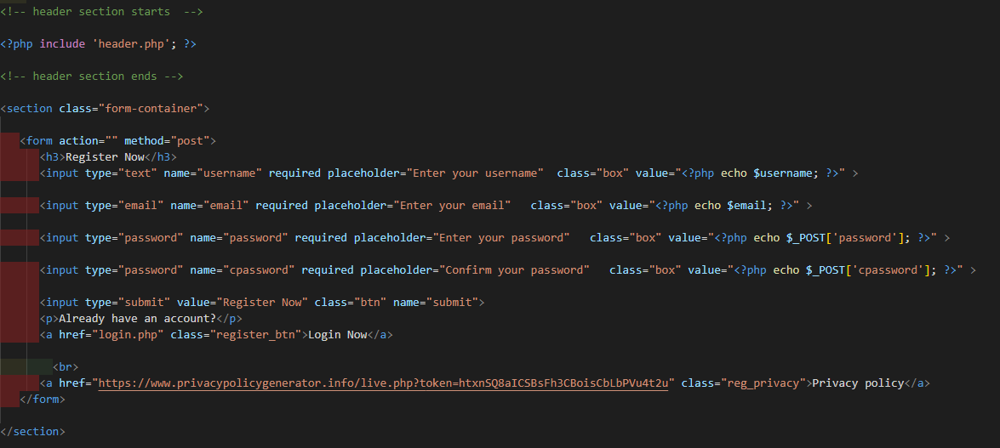 <!-- header section starts  -->
<?php include 'header.php'; ?>
<!-- header section ends -->
<section class="form-container">
<form action="" method="post">
<h3>Register Now</h3>
<input type="text" name="username" required placeholder="Enter your username"  class="box" value="<?php echo $username; ?>" >
<input type="email" name="email" required placeholder="Enter your email"   class="box" value="<?php echo $email; ?>" >
<input type="password" name="password" required placeholder="Enter your password"   class="box" value="<?php echo $_POST['password']; ?>" >
<input type="password" name="cpassword" required placeholder="Confirm your password"   class="box" value="<?php echo $_POST['cpassword']; ?>" >
<input type="submit" value="Register Now" class="btn" name="submit">
<p>Already have an account?</p>
<a href="login.php" class="register_btn">Login Now</a>
<br>
<a href="https://www.privacypolicygenerator.info/live.php?token=htxnSQ8aICSBsFh3CBoisCbLbPVu4t2u" class="reg_privacy">Privacy policy</a>
</form>
</section>